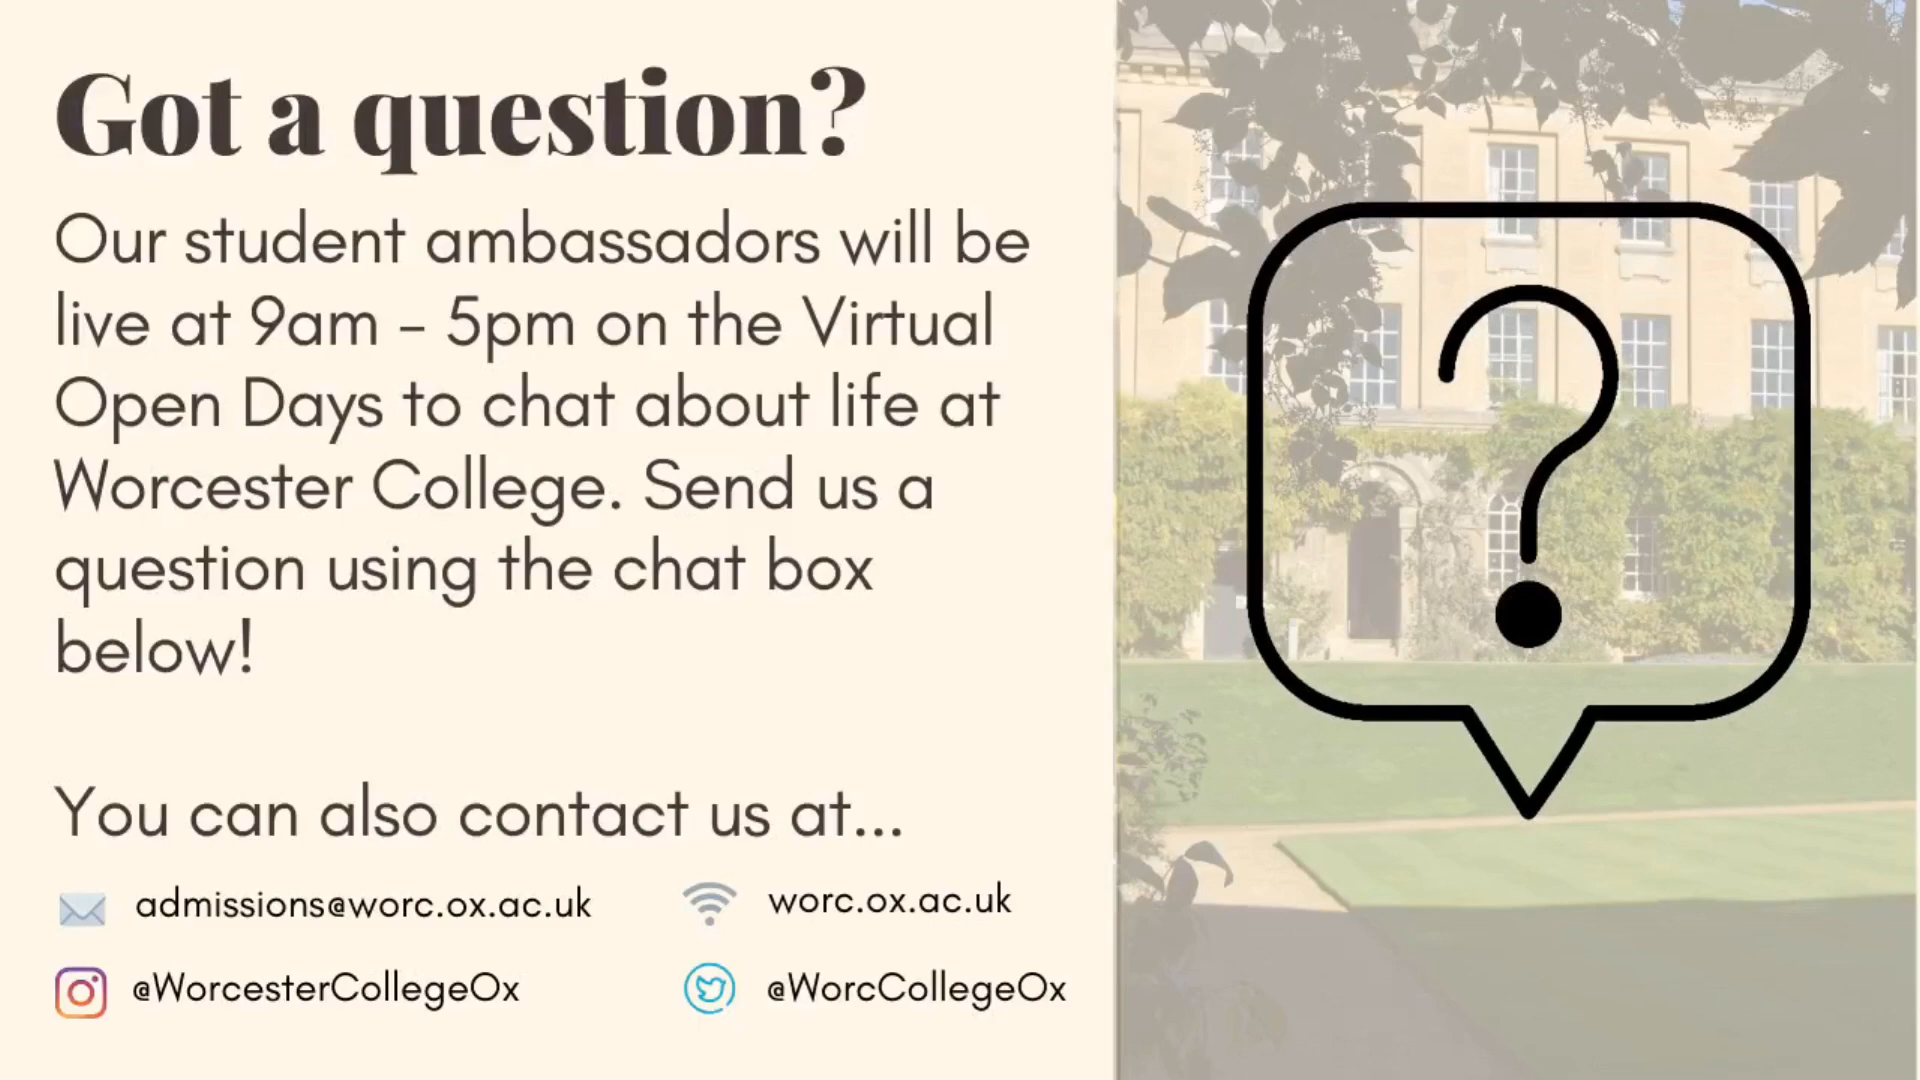 Got a question?
Our student ambassadors will be
live at 9am - 5pm on the Virtual
Open Days to chat about life at
Worcester College. Send us a
question using the chat box
below!
You can also contact us at...
admissions@worc.ox.ac.uk
worc.ox.ac.uk
@WorcesterCollegeOx
@WorcCollegeOx